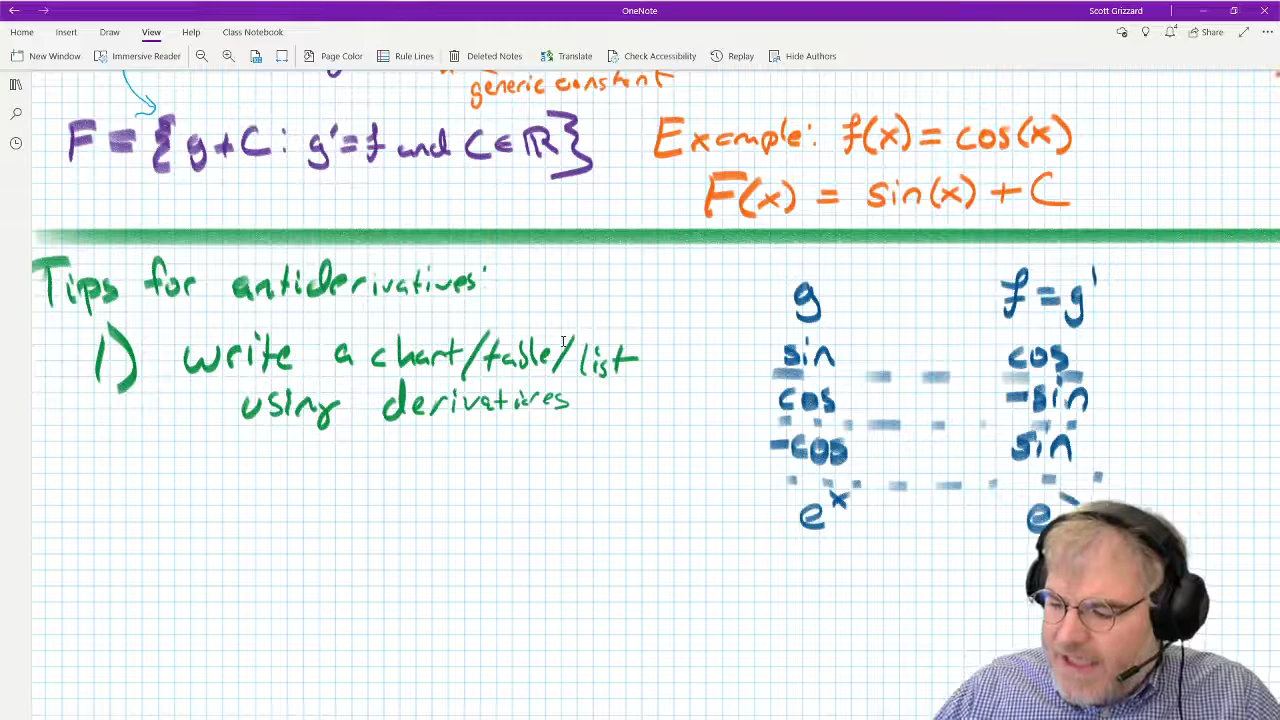 OneNote
Scott Grizzard
Home Insert Draw View Help Class Notebook
Share
New Window Immersive Reader Page Color Rule Lines Deleted Notes Translate Check Accessibility Replay Hide Authors
generic constant
F = {g+C: g'=f and C∈ℝ}
Example: f(x) = cos(x)
F(x) = sin(x) + C
Tips for antiderivatives:
1) write a chart/table/list
using derivatives
g f=g'
sin cos
cos -sin
-cos sin
e^x e^x